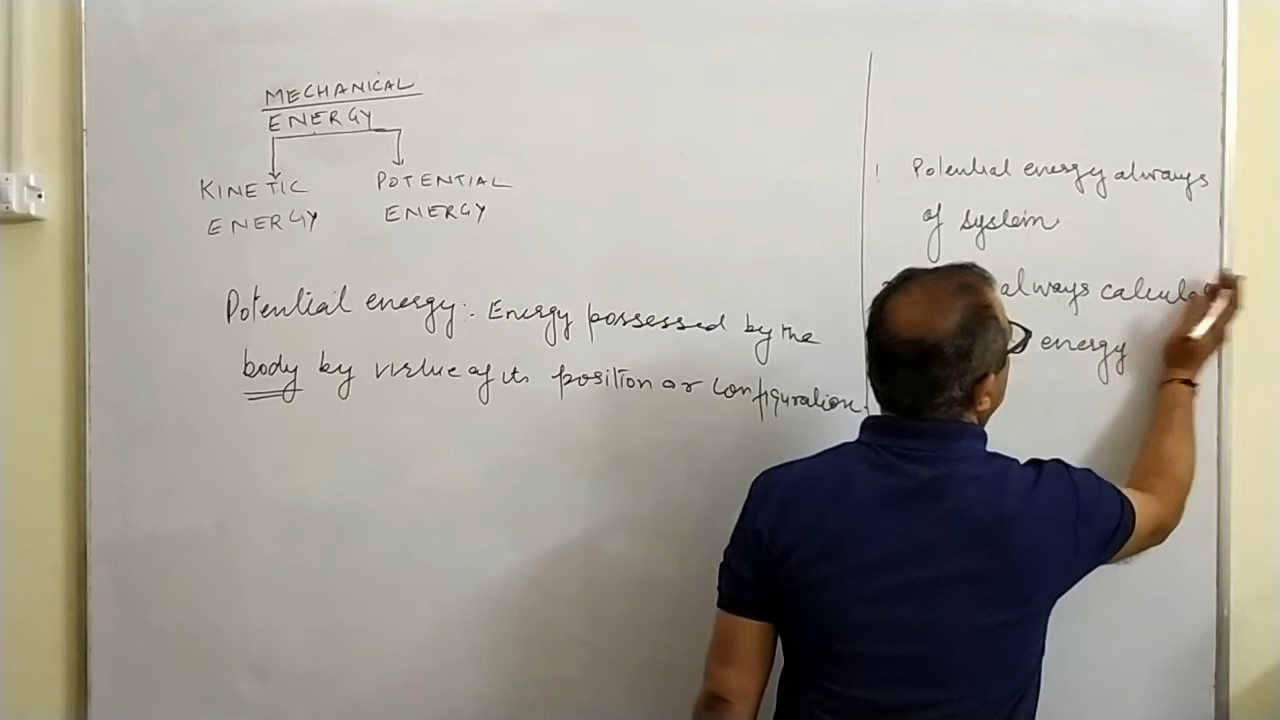 MECHANICAL
ENERGY
KINETIC
ENERGY
POTENTIAL
ENERGY
Potential energy:- Energy possessed by the
body by virtue of its position or configuration.
1 Potential energy always
of system.
always
energy